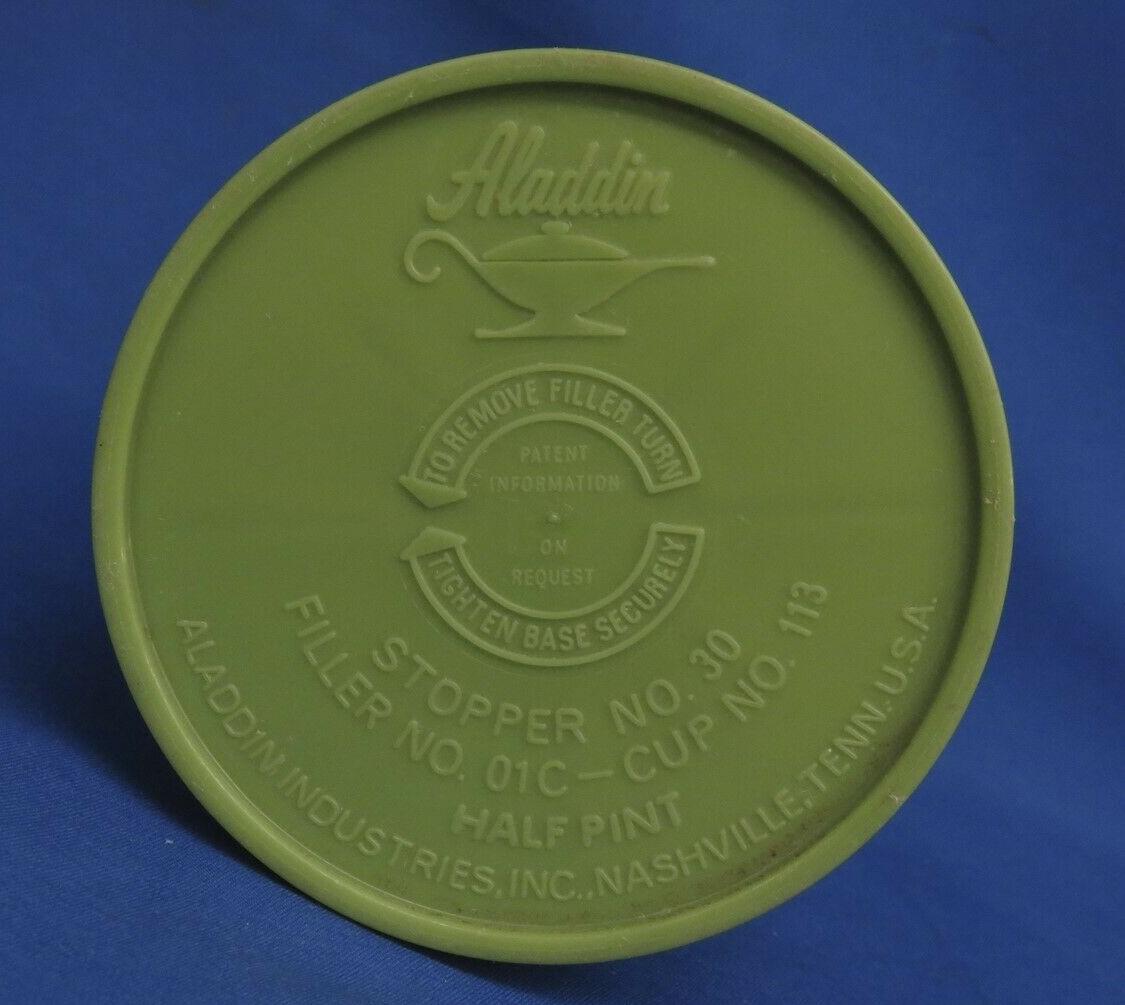 Aladdin
TO REMOVE FILLER TURN
PATENT
INFORMATION
ON
REQUEST
TIGHTEN BASE SECURELY
STOPPER NO. 30
FILLER NO. 01C – CUP NO. 113
HALF PINT
ALADDIN INDUSTRIES, INC., NASHVILLE, TENN. U.S.A.